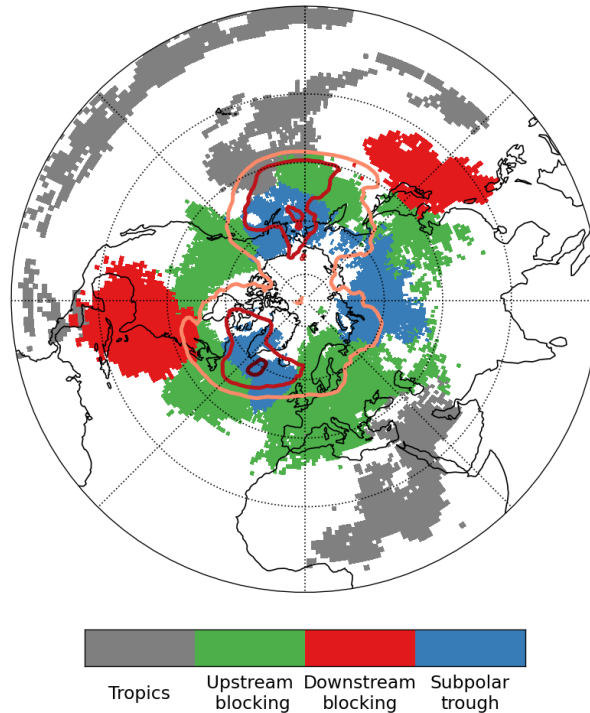 Tropics
Upstream blocking
Downstream blocking
Subpolar trough